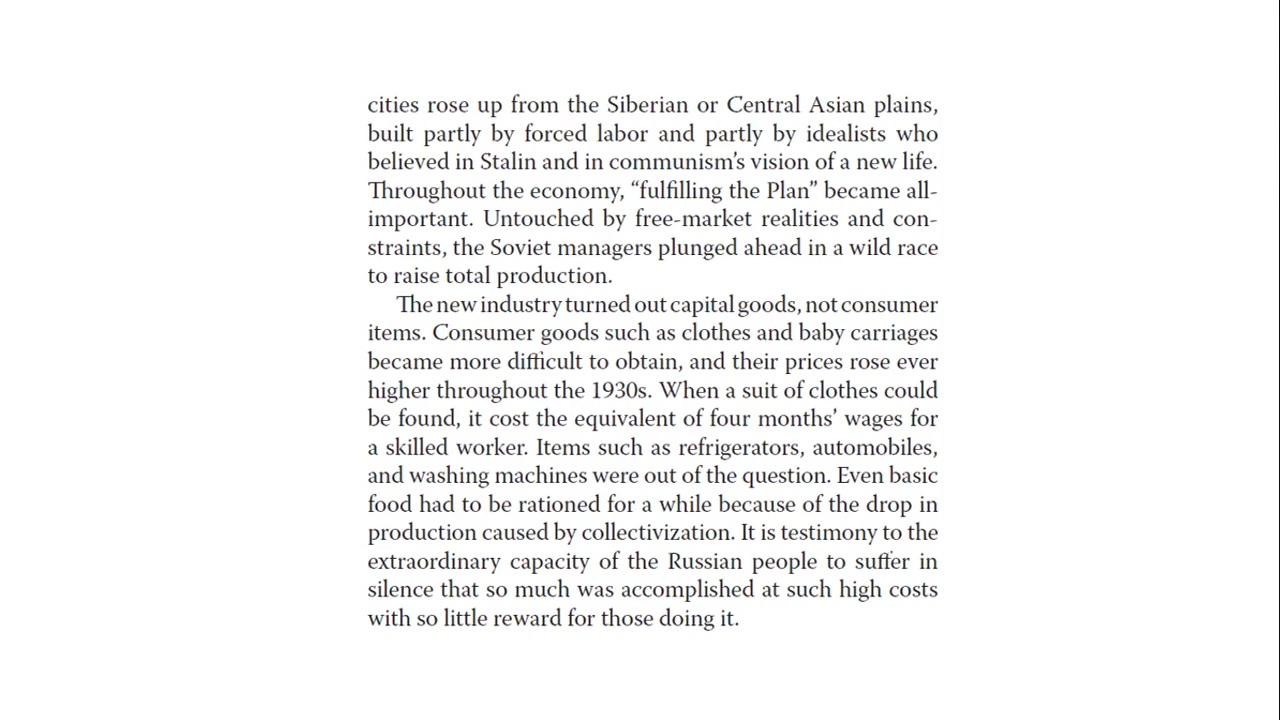 cities rose up from the Siberian or Central Asian plains,
built partly by forced labor and partly by idealists who
believed in Stalin and in communism’s vision of a new life.
Throughout the economy, “fulfilling the Plan” became all-
important. Untouched by free-market realities and con-
straints, the Soviet managers plunged ahead in a wild race
to raise total production.
The new industry turned out capital goods, not consumer
items. Consumer goods such as clothes and baby carriages
became more difficult to obtain, and their prices rose ever
higher throughout the 1930s. When a suit of clothes could
be found, it cost the equivalent of four months’ wages for
a skilled worker. Items such as refrigerators, automobiles,
and washing machines were out of the question. Even basic
food had to be rationed for a while because of the drop in
production caused by collectivization. It is testimony to the
extraordinary capacity of the Russian people to suffer in
silence that so much was accomplished at such high costs
with so little reward for those doing it.